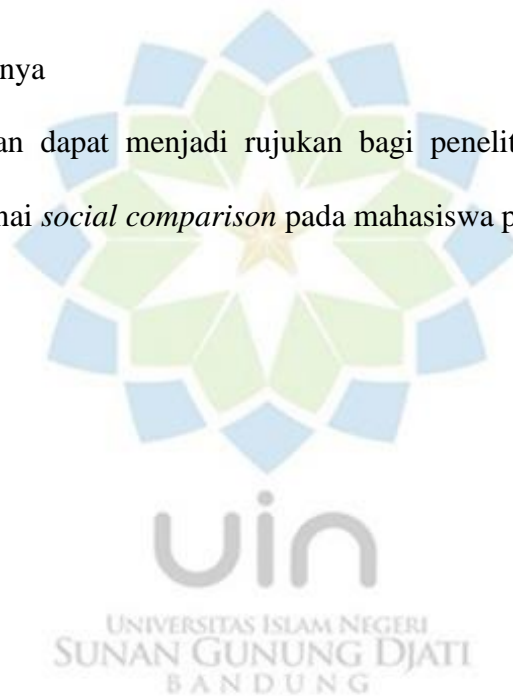 nya
an dapat menjadi rujukan bagi penelit
nai social comparison pada mahasiswa p
uin
UNIVERSITAS ISLAM NEGERI
SUNAN GUNUNG DJATI
BANDUNG